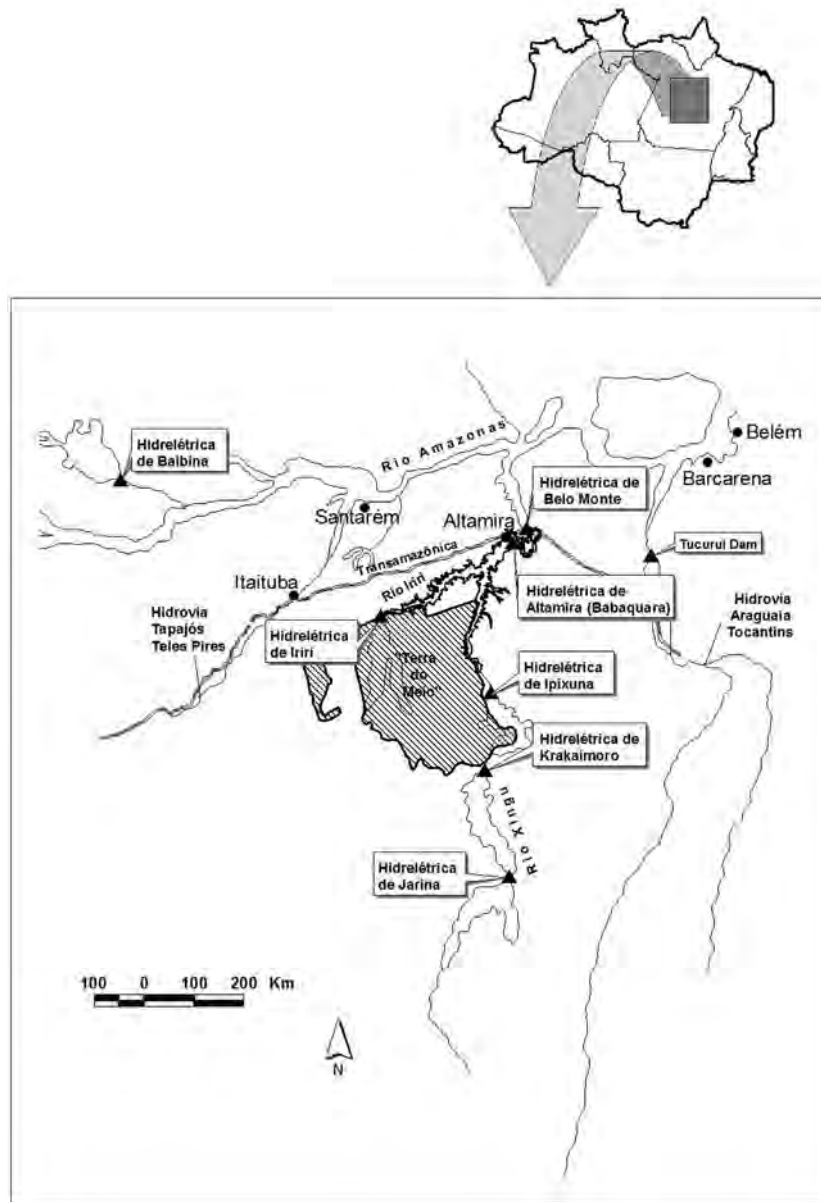 Rio Amazonas
Belém
Hidrelétrica
de Balbina
Barcarena
Hidrelétrica de
Belo Monte
Santarém
Altamira
Transamazônica
Tucuruí Dam
Itaituba
Rio Iriri
Hidrelétrica de
Altamira (Babaquara)
Hidrovia
Araguaia
Tocantins
Hidrovia
Tapajós
Teles Pires
Hidrelétrica
de Iriri
"Terra
do
Meio"
Hidrelétrica
de Ipixuna
Hidrelétrica de
Krakaimoro
Rio Xingu
Hidrelétrica
de Jarina
100 0 100 200 Km
N